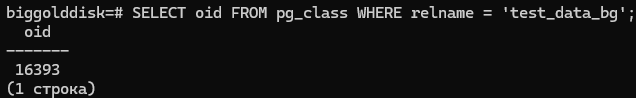 biggolddisk=# SELECT oid FROM pg_class WHERE relname = 'test_data_bg';
  oid
-------
 16393
(1 строка)